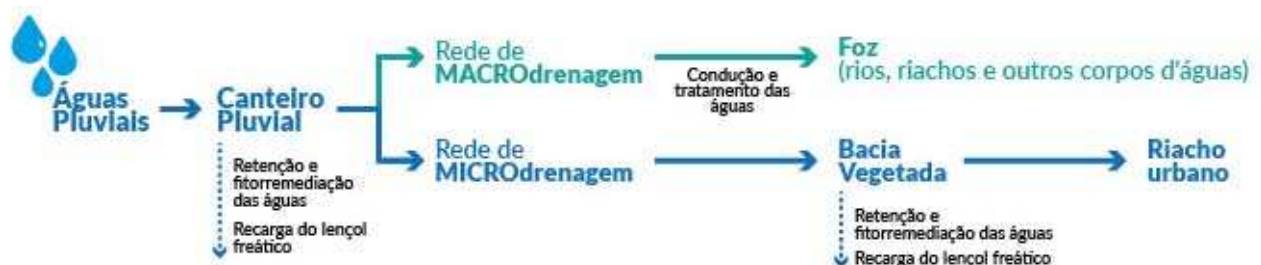 Águas
Pluviais
Canteiro
Pluvial
Retenção e
fitorremediação
das águas
Recarga do lençol
freático
Rede de
MACROdrenagem
Condução e
tratamento das
águas
Foz
(rios, riachos e outros corpos d'águas)
Rede de
MICROdrenagem
Bacia
Vegetada
Retenção e
fitorremediação das águas
Recarga do lençol freático
Riacho
urbano